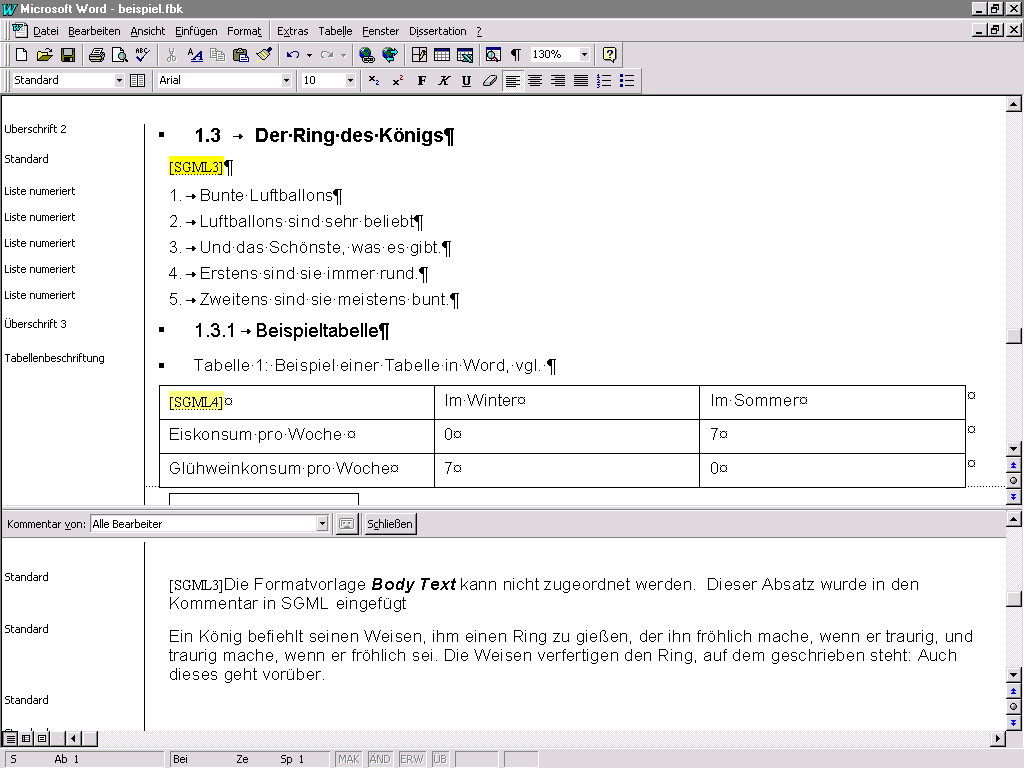 Microsoft Word - beispiel.fbk
Datei Bearbeiten Ansicht Einfügen Format Extras Tabelle Fenster Dissertation ?
ABC 130% ?
Standard Arial 10 x₂ x² F K U
Uberschrift 2 ▪ 1.3 → Der·Ring·des·Königs¶
Standard [SGML3]¶
Liste numeriert 1.→Bunte·Luftballons¶
Liste numeriert 2.→Luftballons·sind·sehr·beliebt¶
Liste numeriert 3.→Und·das·Schönste,·was·es·gibt.¶
Liste numeriert 4.→Erstens·sind·sie·immer·rund.¶
Liste numeriert 5.→Zweitens·sind·sie·meistens·bunt.¶
Überschrift 3 ▪ 1.3.1→Beispieltabelle¶
Tabellenbeschriftung ▪ Tabelle·1:·Beispiel·einer·Tabelle·in·Word,·vgl.·¶
[SGML4]¤ Im·Winter¤ Im·Sommer¤ ¤
Eiskonsum·pro·Woche·¤ 0¤ 7¤ ¤
Glühweinkonsum·pro·Woche¤ 7¤ 0¤ ¤
Kommentar von: Alle Bearbeiter Schließen
Standard [SGML3]Die Formatvorlage Body Text kann nicht zugeordnet werden. Dieser Absatz wurde in den
Kommentar in SGML eingefügt
Standard Ein König befiehlt seinen Weisen, ihm einen Ring zu gießen, der ihn fröhlich mache, wenn er traurig, und
traurig mache, wenn er fröhlich sei. Die Weisen verfertigen den Ring, auf dem geschrieben steht: Auch
dieses geht vorüber.
Standard
S Ab 1 Bei Ze Sp 1 MAK ÄND ERW ÜB